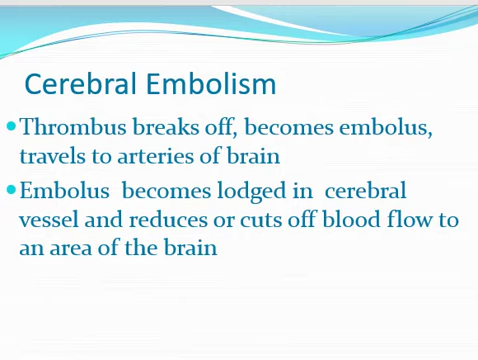 Cerebral Embolism
•Thrombus breaks off, becomes embolus,
travels to arteries of brain
•Embolus becomes lodged in cerebral
vessel and reduces or cuts off blood flow to
an area of the brain